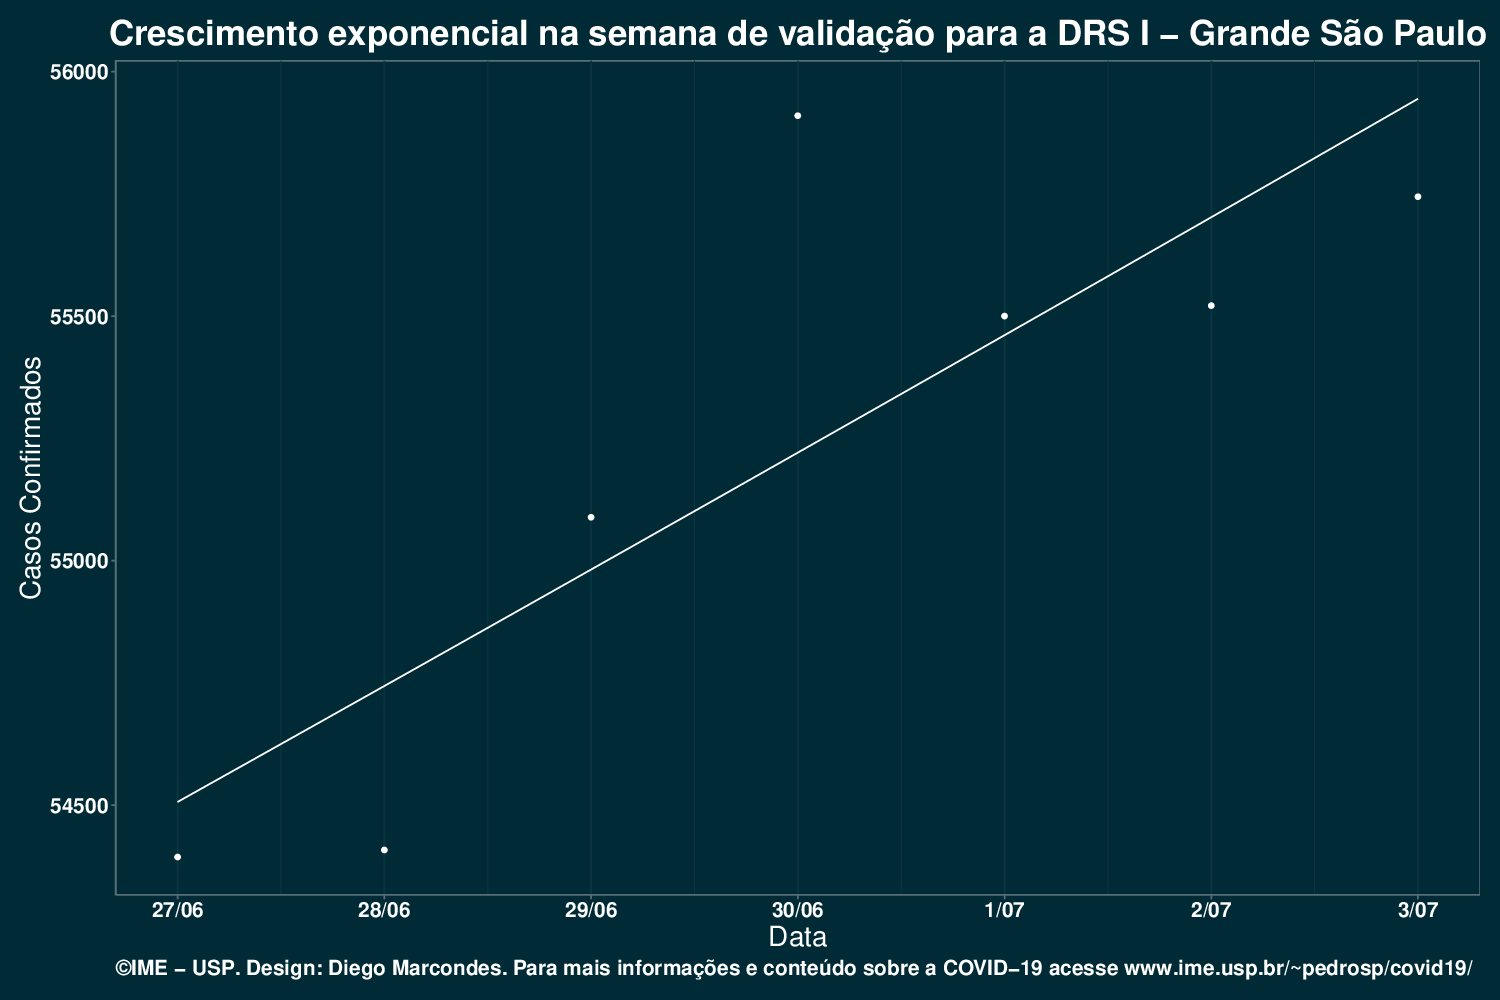 Crescimento exponencial na semana de validação para a DRS I – Grande São Paulo
56000
55500
55000
54500
Casos Confirmados
27/06 28/06 29/06 30/06 1/07 2/07 3/07
Data
©IME – USP. Design: Diego Marcondes. Para mais informações e conteúdo sobre a COVID–19 acesse www.ime.usp.br/~pedrosp/covid19/